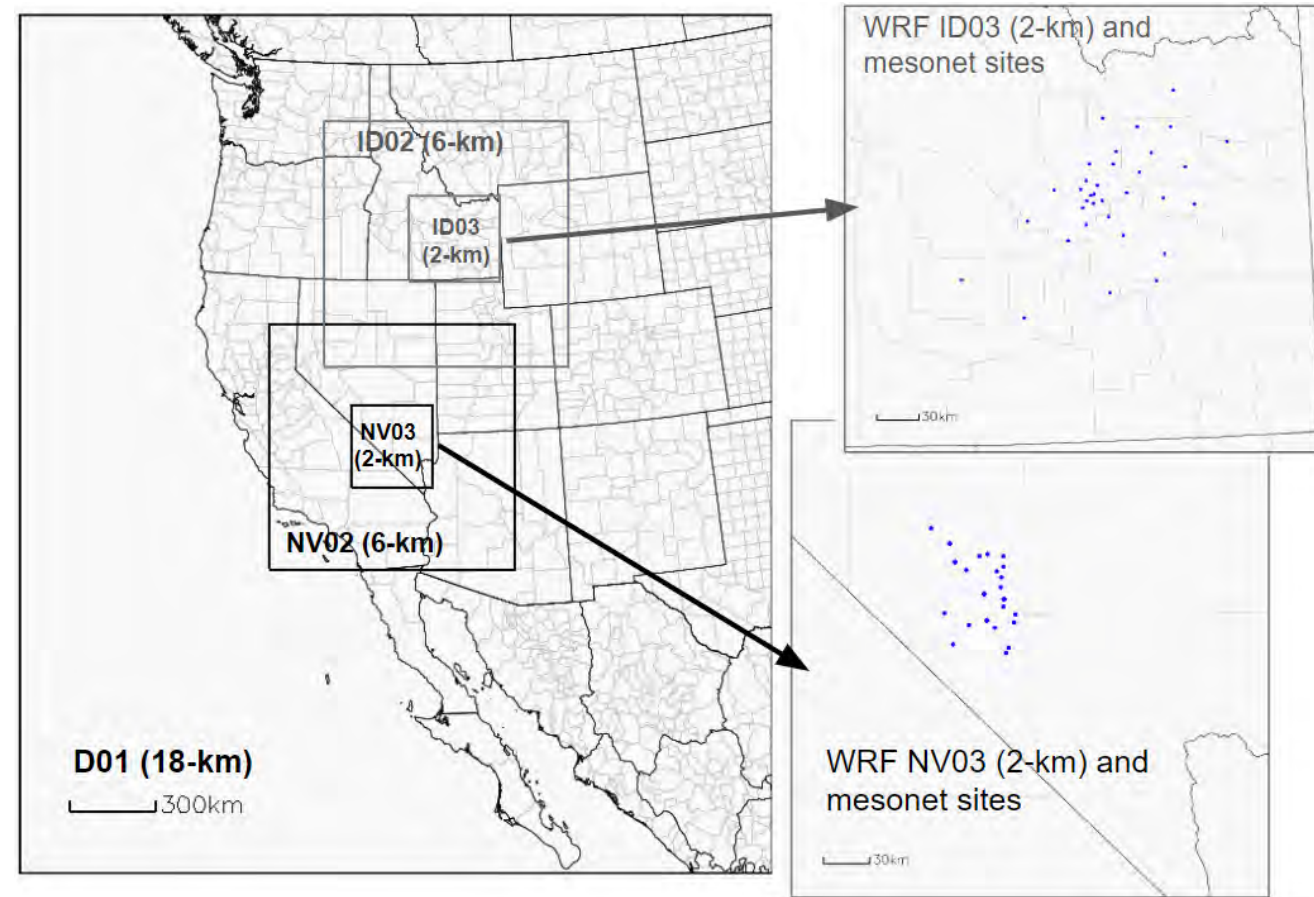 ID02 (6-km)
ID03
(2-km)
NV03
(2-km)
NV02 (6-km)
D01 (18-km)
300km
WRF ID03 (2-km) and
mesonet sites
30km
WRF NV03 (2-km) and
mesonet sites
30km